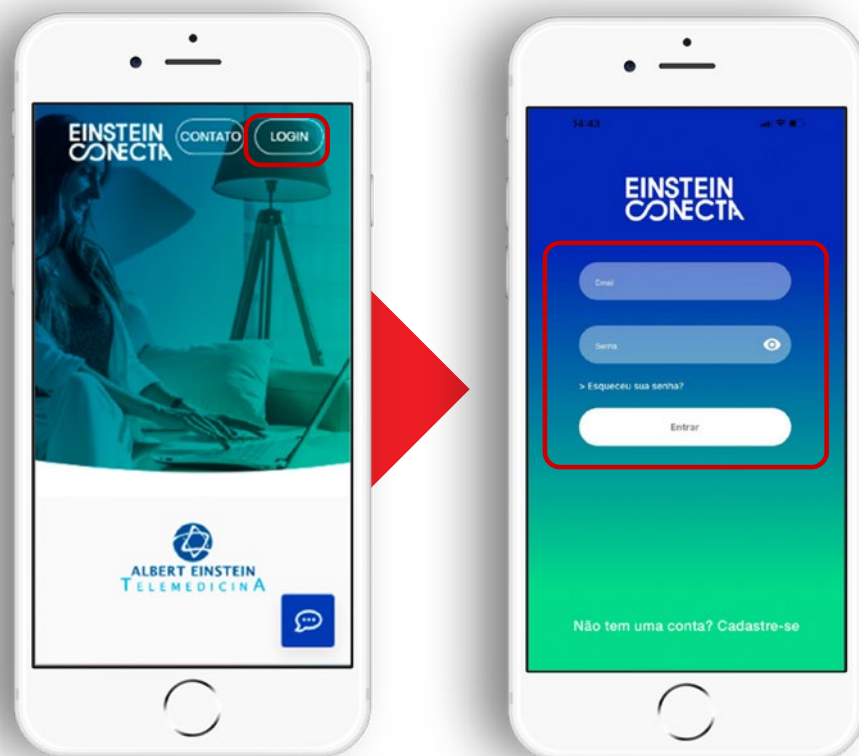 EINSTEIN
CONECTA
CONTATO
LOGIN
ALBERT EINSTEIN
TELEMEDICINA
14:43
EINSTEIN
CONECTA
Email
Senha
> Esqueceu sua senha?
Entrar
Não tem uma conta? Cadastre-se